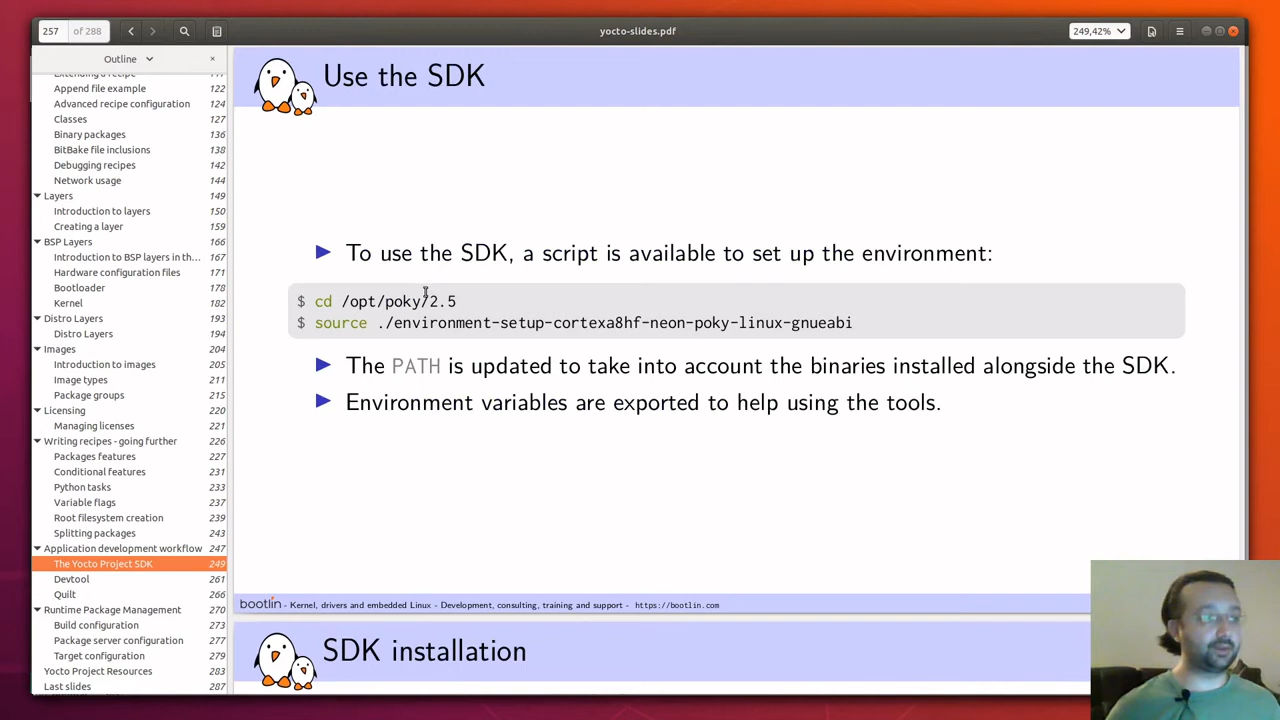 257 of 288
yocto-slides.pdf
249,42%
Outline
Append file example 122
Advanced recipe configuration 124
Classes 127
Binary packages 136
BitBake file inclusions 138
Debugging recipes 142
Network usage 144
Layers 149
Introduction to layers 150
Creating a layer 159
BSP Layers 166
Introduction to BSP layers in th... 167
Hardware configuration files 171
Bootloader 178
Kernel 182
Distro Layers 193
Distro Layers 194
Images 204
Introduction to images 205
Image types 211
Package groups 215
Licensing 220
Managing licenses 221
Writing recipes - going further 226
Packages features 227
Conditional features 231
Python tasks 233
Variable flags 237
Root filesystem creation 239
Splitting packages 243
Application development workflow 247
The Yocto Project SDK 249
Devtool 261
Quilt 266
Runtime Package Management 270
Build configuration 273
Package server configuration 277
Target configuration 279
Yocto Project Resources 283
Last slides 287
Use the SDK
To use the SDK, a script is available to set up the environment:
$ cd /opt/poky/2.5
$ source ./environment-setup-cortexa8hf-neon-poky-linux-gnueabi
The PATH is updated to take into account the binaries installed alongside the SDK.
Environment variables are exported to help using the tools.
bootlin - Kernel, drivers and embedded Linux - Development, consulting, training and support - https://bootlin.com
SDK installation